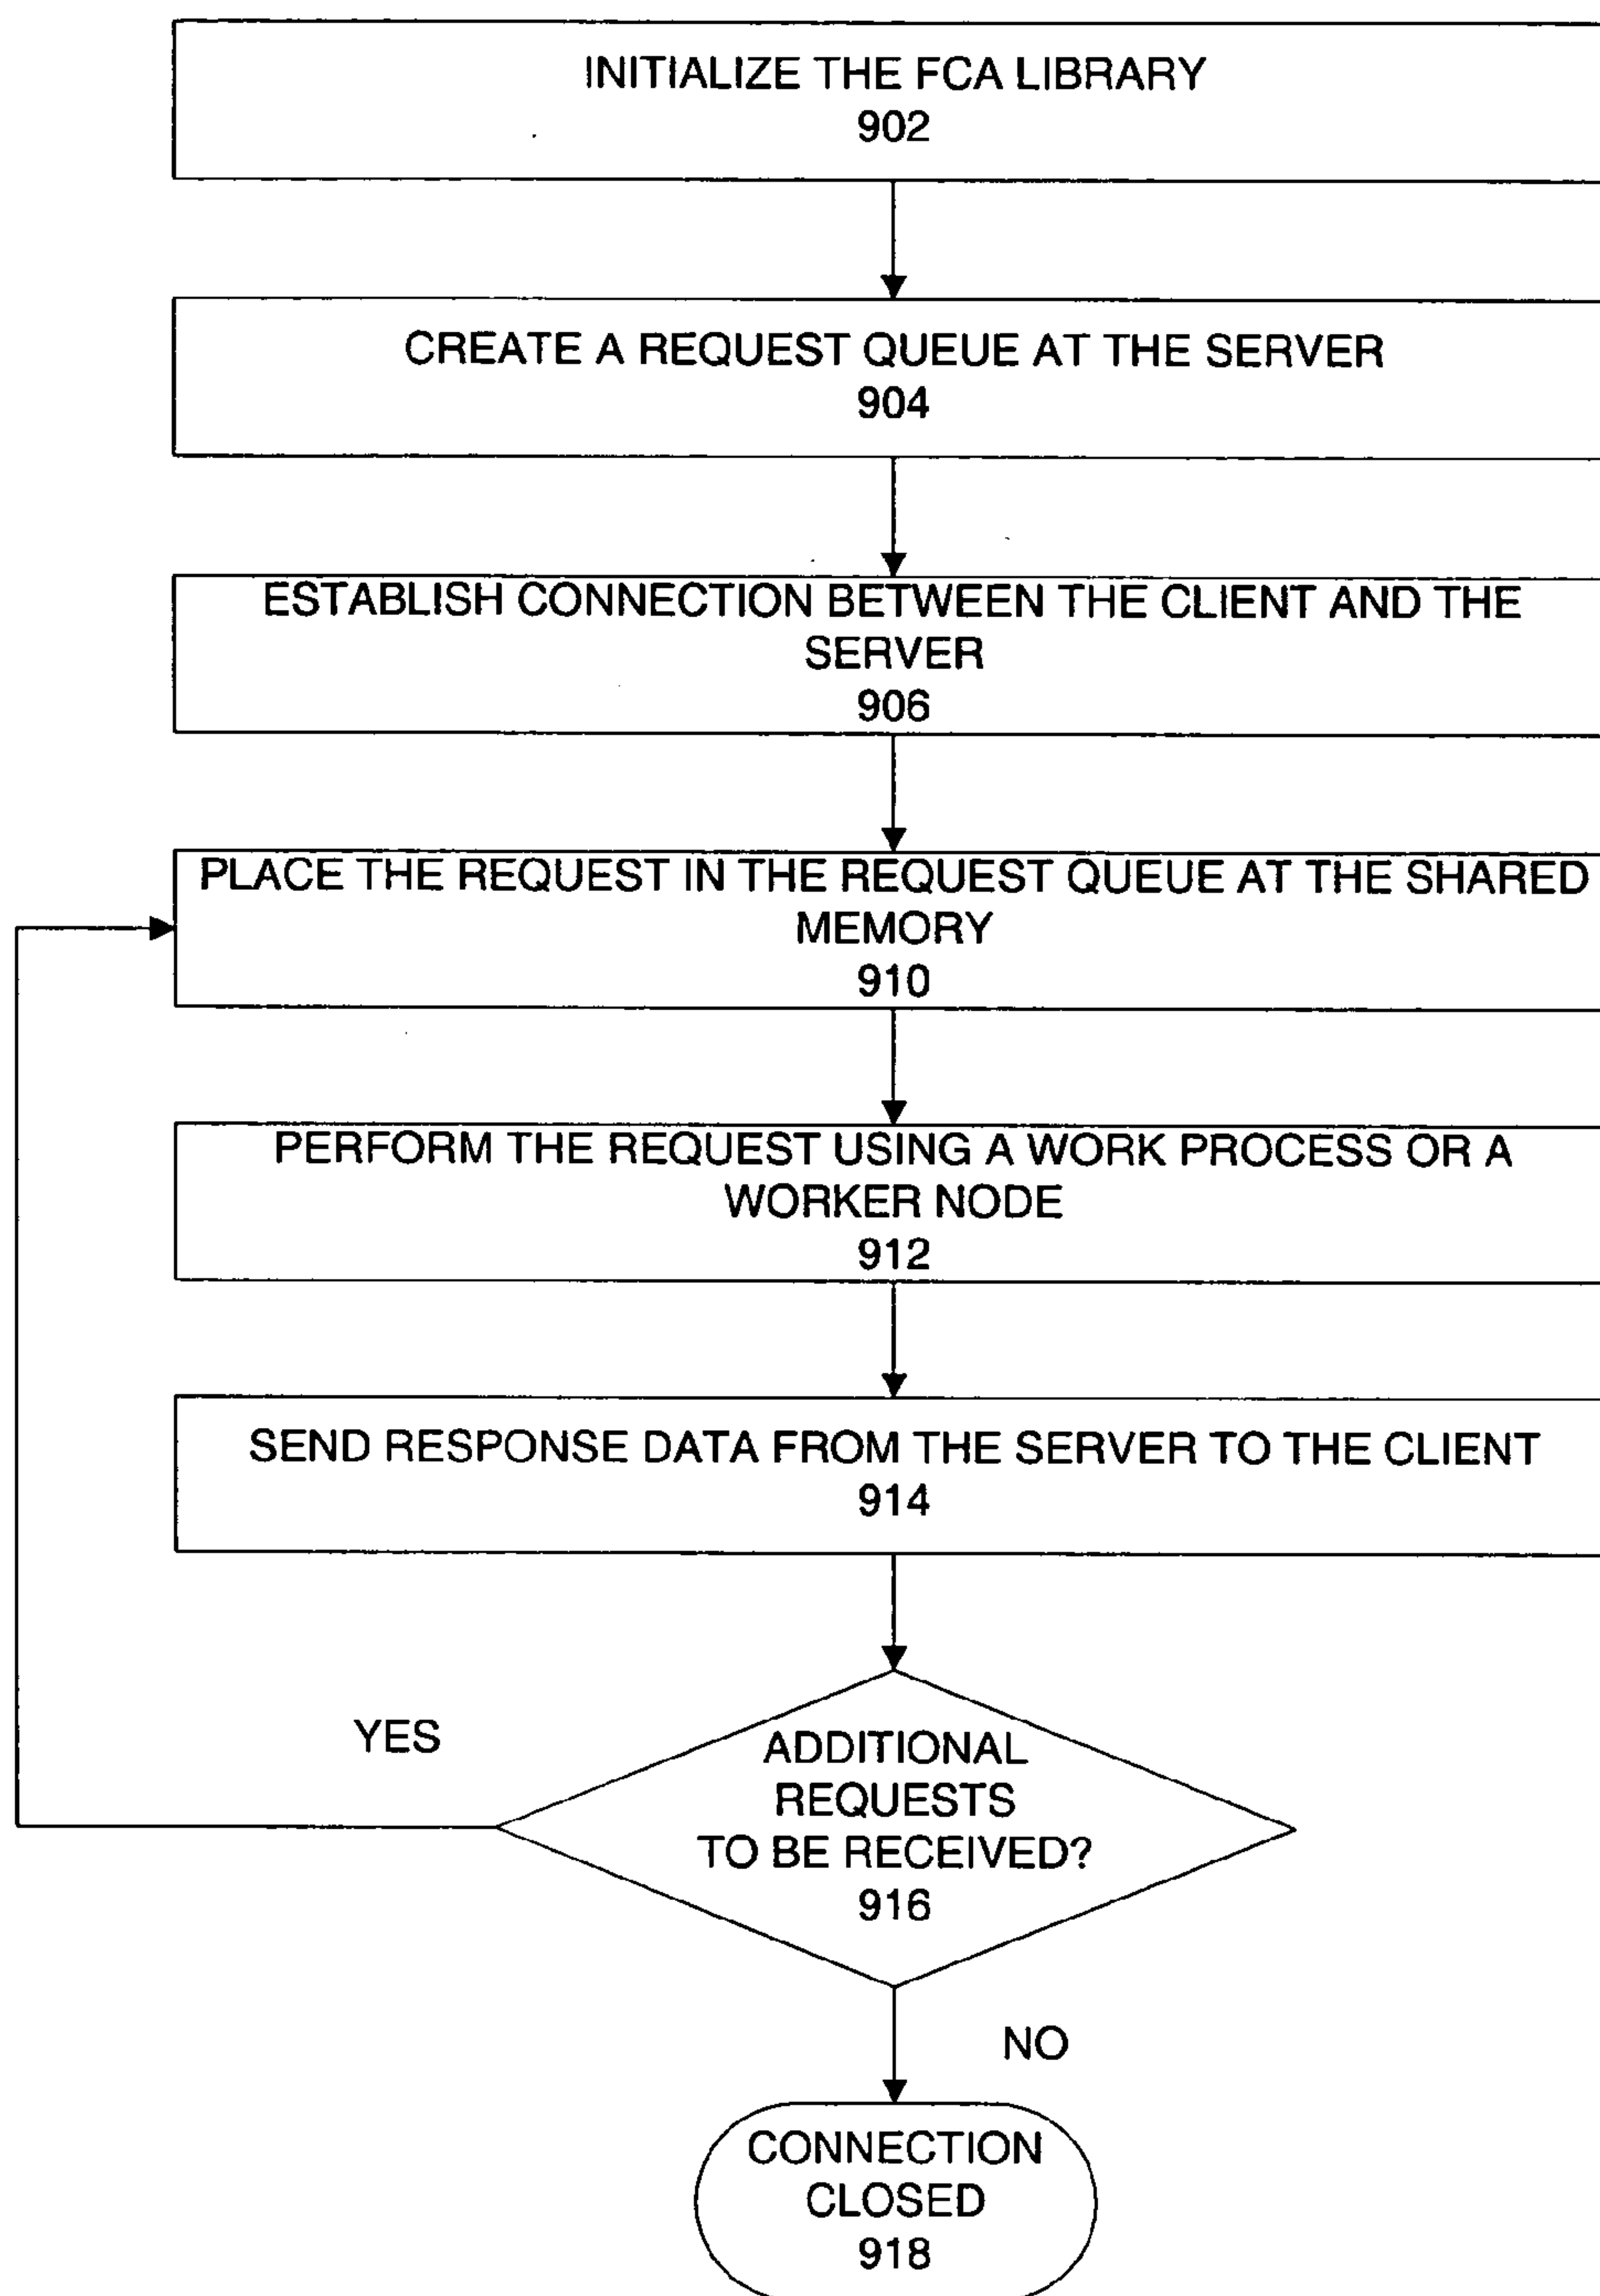 INITIALIZE THE FCA LIBRARY
902
CREATE A REQUEST QUEUE AT THE SERVER
904
ESTABLISH CONNECTION BETWEEN THE CLIENT AND THE
SERVER
906
PLACE THE REQUEST IN THE REQUEST QUEUE AT THE SHARED
MEMORY
910
PERFORM THE REQUEST USING A WORK PROCESS OR A
WORKER NODE
912
SEND RESPONSE DATA FROM THE SERVER TO THE CLIENT
914
YES
ADDITIONAL
REQUESTS
TO BE RECEIVED?
916
NO
CONNECTION
CLOSED
918